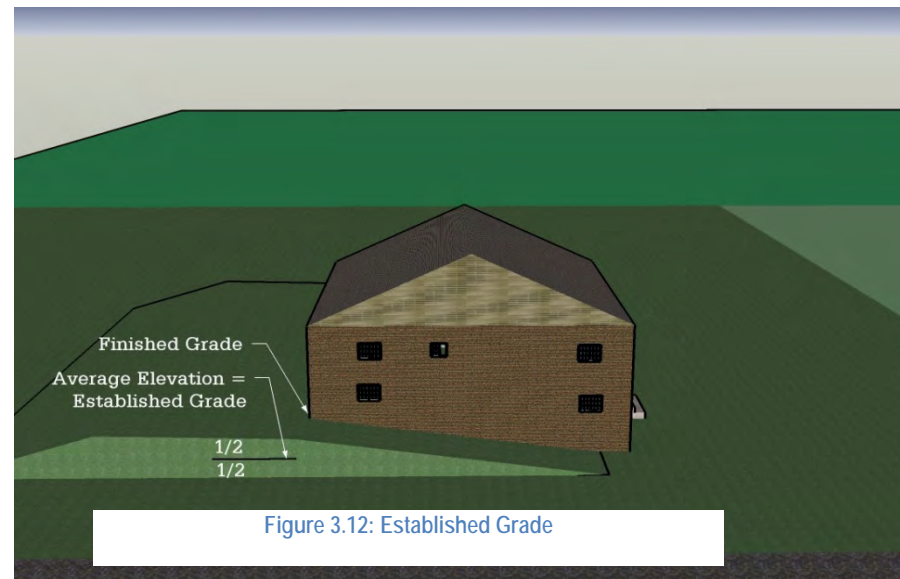 Finished Grade
Average Elevation =
Established Grade
1/2
1/2
Figure 3.12: Established Grade